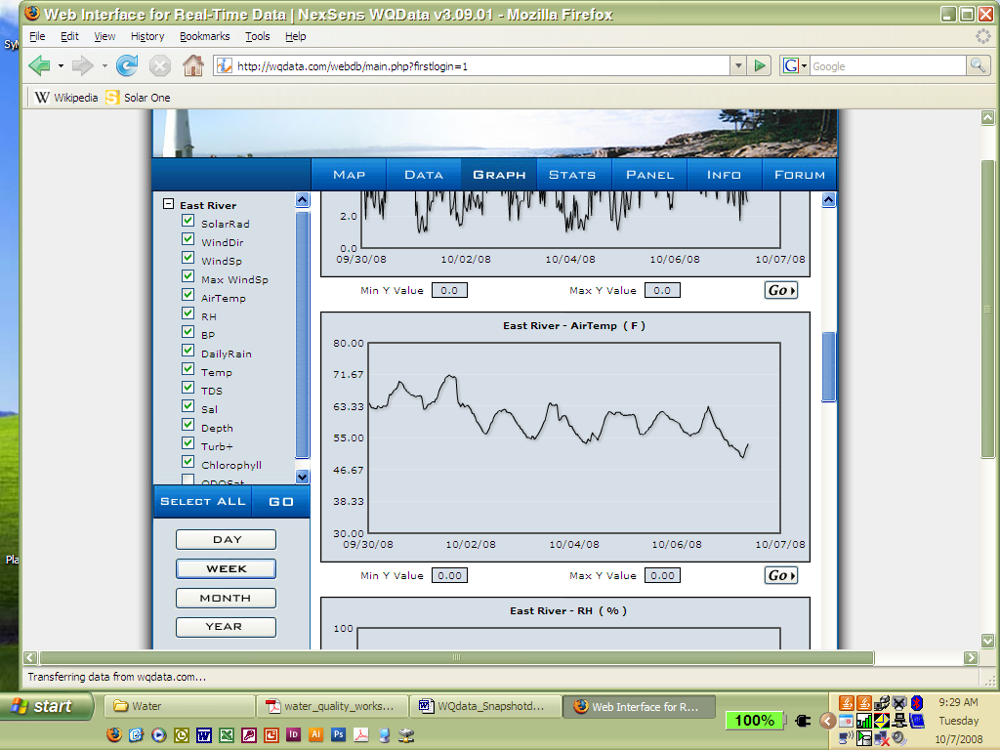 Web Interface for Real-Time Data | NexSens WQData v3.09.01 - Mozilla Firefox
File Edit View History Bookmarks Tools Help
http://wqdata.com/webdb/main.php?firstlogin=1
G Google
W Wikipedia Solar One
MAP DATA GRAPH STATS PANEL INFO FORUM
East River
SolarRad
WindDir
WindSp
Max WindSp
AirTemp
RH
BP
DailyRain
Temp
TDS
Sal
Depth
Turb+
Chlorophyll
SELECT ALL GO
DAY
WEEK
MONTH
YEAR
2.0
0.0
09/30/08 10/02/08 10/04/08 10/06/08 10/07/08
Min Y Value 0.0 Max Y Value 0.0 Go
East River - AirTemp ( F )
80.00
71.67
63.33
55.00
46.67
38.33
30.00
09/30/08 10/02/08 10/04/08 10/06/08 10/07/08
Min Y Value 0.00 Max Y Value 0.00 Go
East River - RH ( % )
100
Transferring data from wqdata.com...
start Water water_quality_works... WQdata_Snapshotd... Web Interface for R...
100%
9:29 AM
Tuesday
10/7/2008